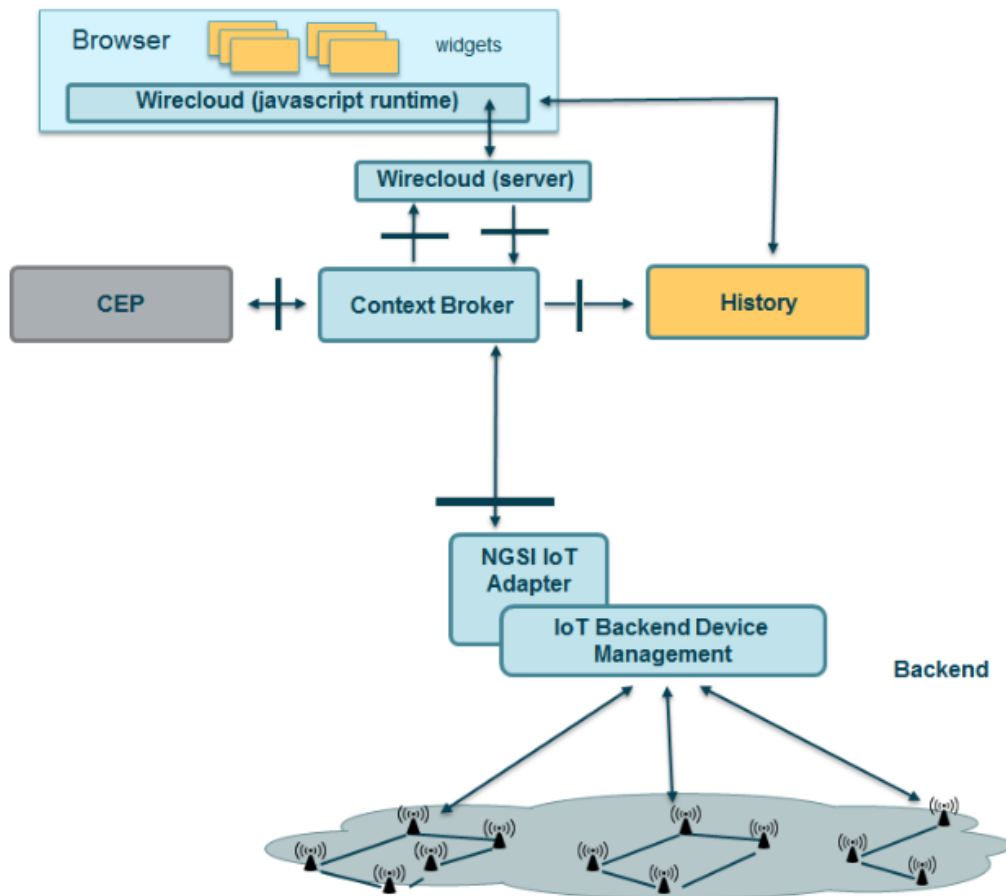 Browser
widgets
Wirecloud (javascript runtime)
Wirecloud (server)
CEP
Context Broker
History
NGSI IoT
Adapter
IoT Backend Device
Management
Backend